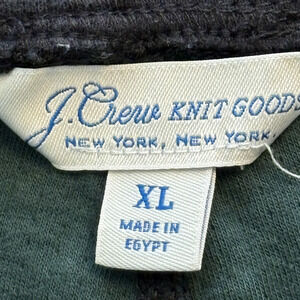 J.Crew KNIT GOODS
NEW YORK, NEW YORK.
XL
MADE IN
EGYPT